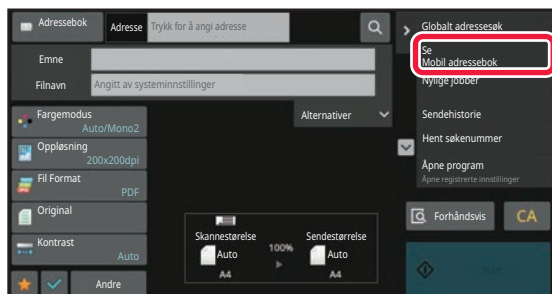 Adressebok
Adresse
Trykk for å angi adresse
Emne
Filnavn
Angitt av systeminnstillinger
Fargemodus
Auto/Mono2
Oppløsning
200x200dpi
Fil Format
PDF
Original
Kontrast
Auto
Andre
Alternativer
Skannestørelse
Auto
A4
100%
Sendestørrelse
Auto
A4
Globalt adressesøk
Se
Mobil adressebok
Nylige jobber
Sendehistorie
Hent søkenummer
Åpne program
Åpne registrerte innstillinger
Forhåndsvis
CA
Start